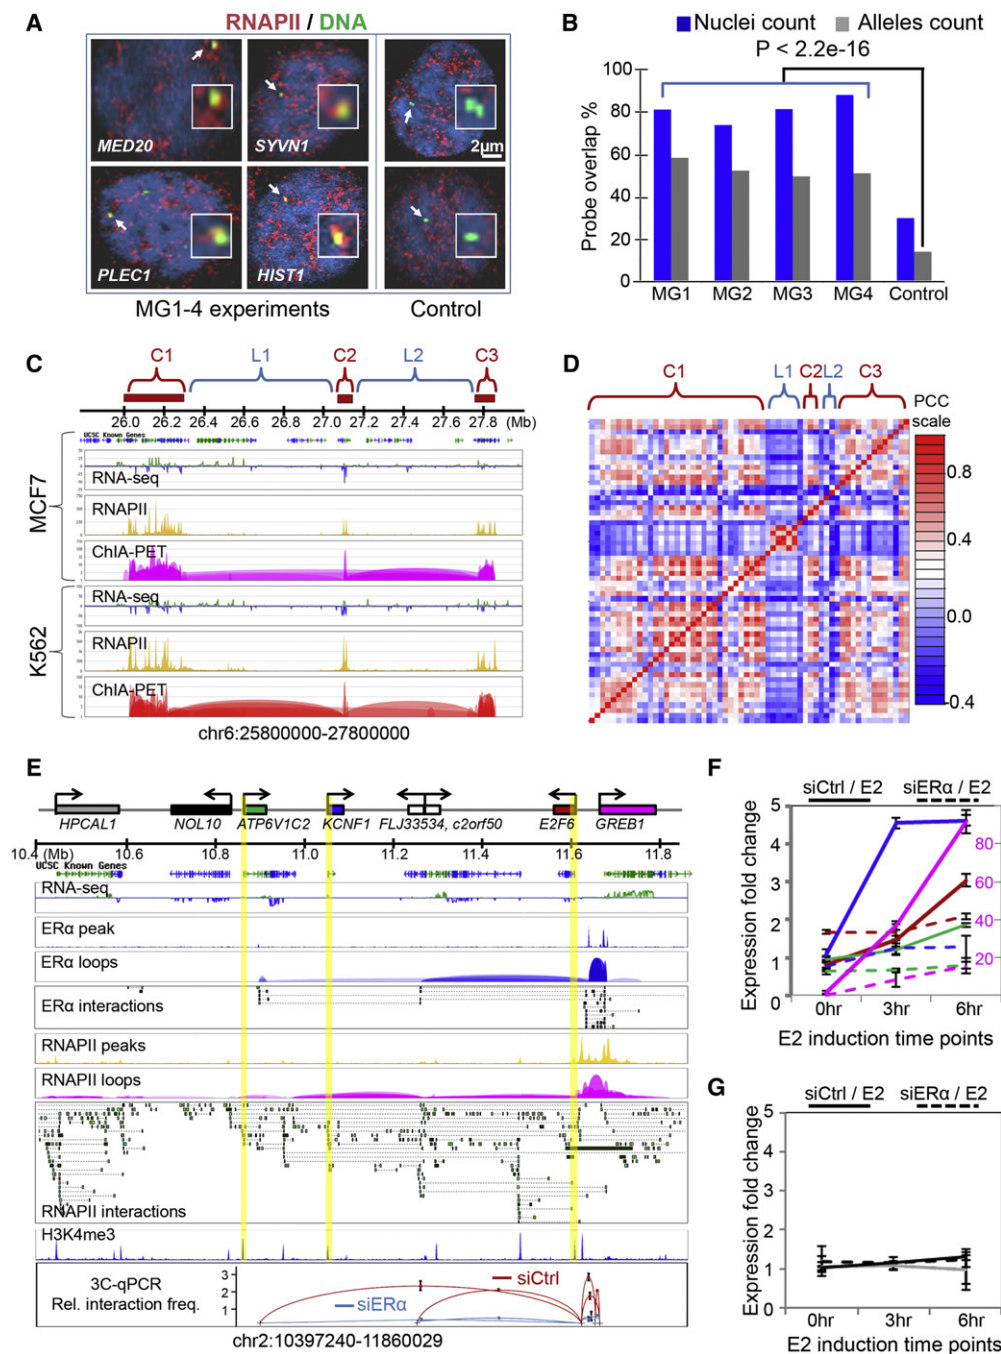 A
RNAPII / DNA
MED20
SYVN1
2µm
PLEC1
HIST1
MG1-4 experiments
Control
B
Nuclei count
Alleles count
P < 2.2e-16
Probe overlap %
100
80
60
40
20
0
MG1
MG2
MG3
MG4
Control
C
C1
L1
C2
L2
C3
26.0
26.2
26.4
26.6
26.8
27.0
27.2
27.4
27.6
27.8 (Mb)
UCSC Known Genes
MCF7
RNA-seq
RNAPII
ChIA-PET
K562
RNA-seq
RNAPII
ChIA-PET
chr6:25800000-27800000
D
C1
L1
C2
L2
C3
PCC
scale
0.8
0.4
0.0
-0.4
E
HPCAL1
NOL10
ATP6V1C2
KCNF1
FLJ33534, c2orf50
E2F6
GREB1
10.4 (Mb)
10.6
10.8
11.0
11.2
11.4
11.6
11.8
UCSC Known Genes
RNA-seq
ERα peak
ERα loops
ERα interactions
RNAPII peaks
RNAPII loops
RNAPII interactions
H3K4me3
3C-qPCR
Rel. interaction freq.
3
2
1
siCtrl
siERα
chr2:10397240-11860029
F
siCtrl / E2
siERα / E2
Expression fold change
5
4
3
2
1
0
80
60
40
20
0hr
3hr
6hr
E2 induction time points
G
siCtrl / E2
siERα / E2
Expression fold change
5
4
3
2
1
0
0hr
3hr
6hr
E2 induction time points